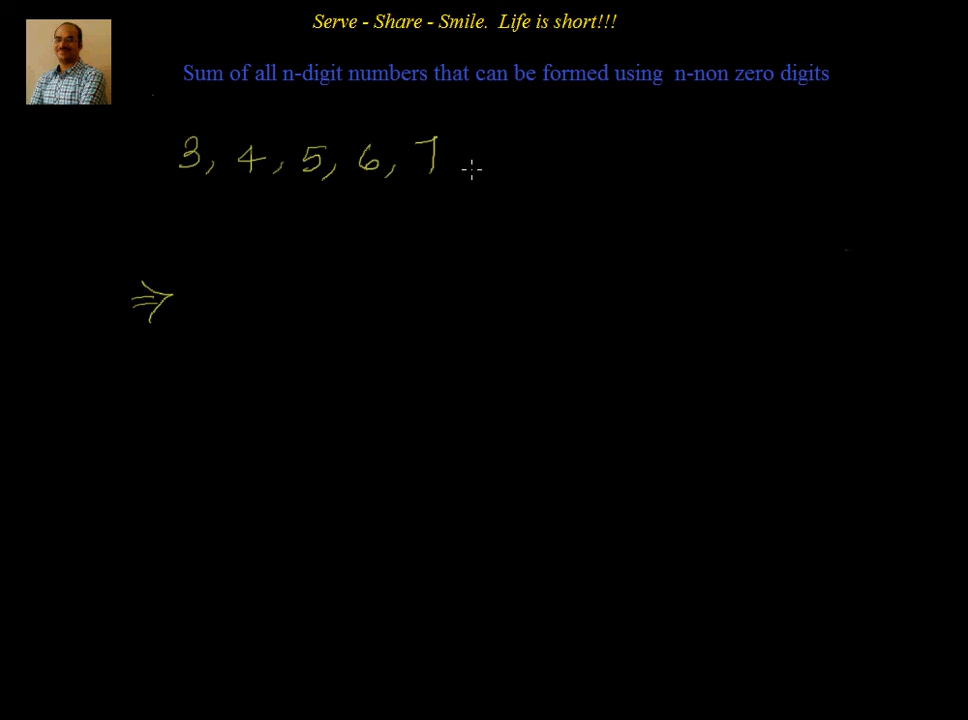 Serve - Share - Smile. Life is short!!!
Sum of all n-digit numbers that can be formed using n-non zero digits
3, 4, 5, 6, 7
⇒